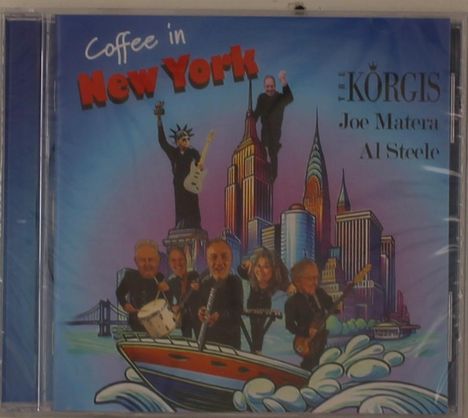 Coffee in
New York
THE KORGIS
Joe Matera
Al Steele